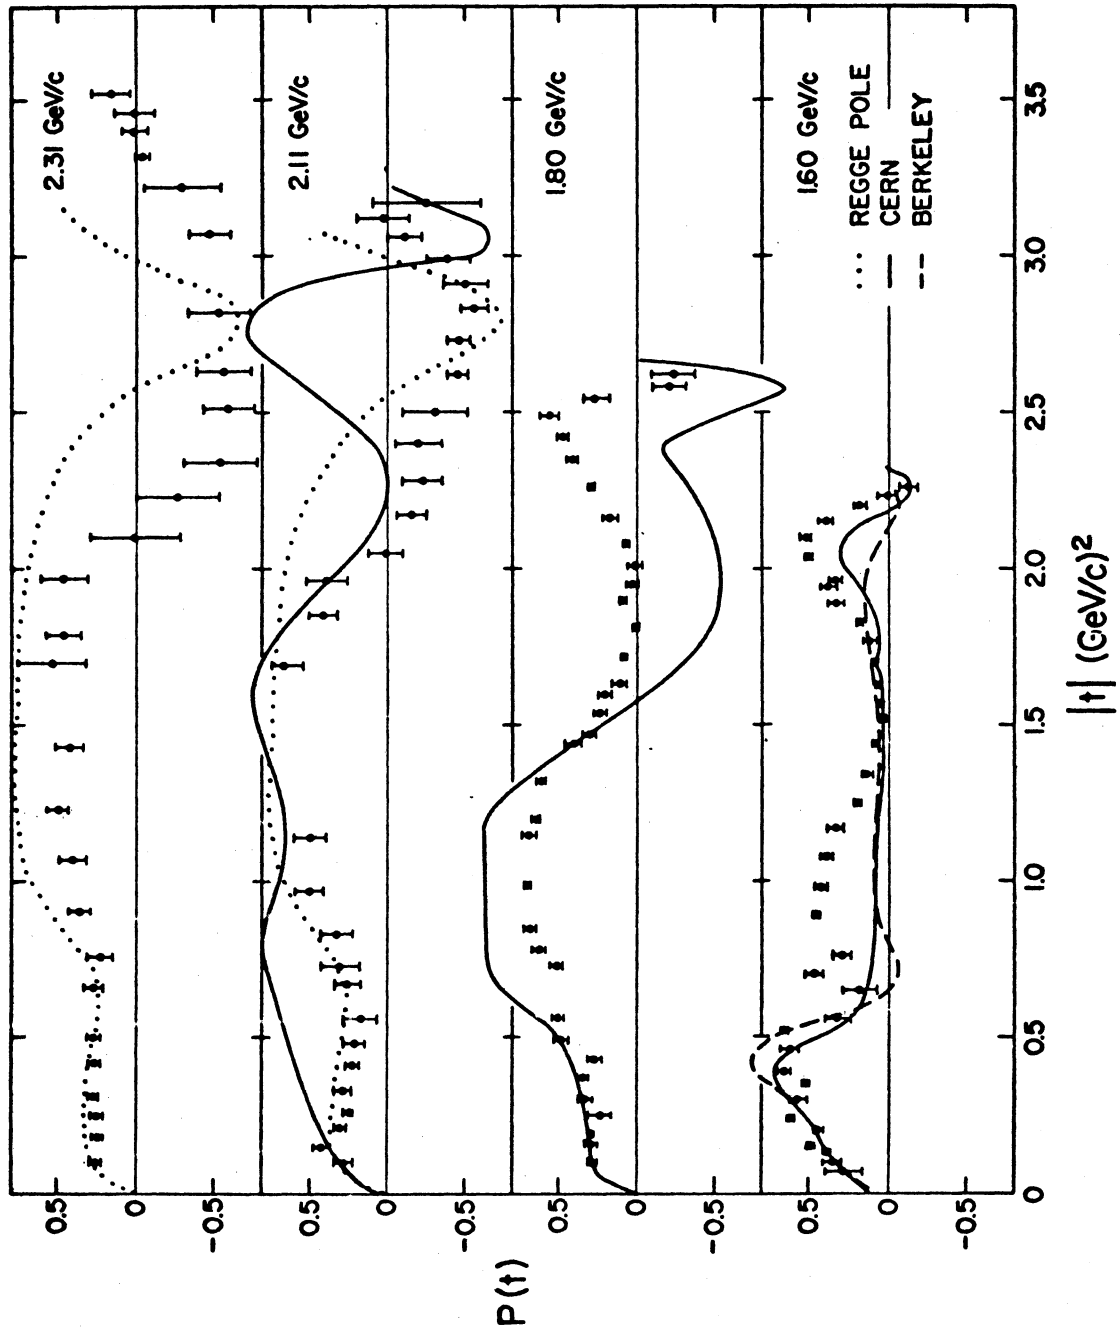 2.31 GeV/c
0.5
0
-0.5
2.11 GeV/c
0.5
0
-0.5
1.80 GeV/c
0.5
0
-0.5
1.60 GeV/c
0.5
0
-0.5
··· REGGE POLE
— CERN
-- BERKELEY
P(t)
0 0.5 1.0 1.5 2.0 2.5 3.0 3.5
|t| (GeV/c)²